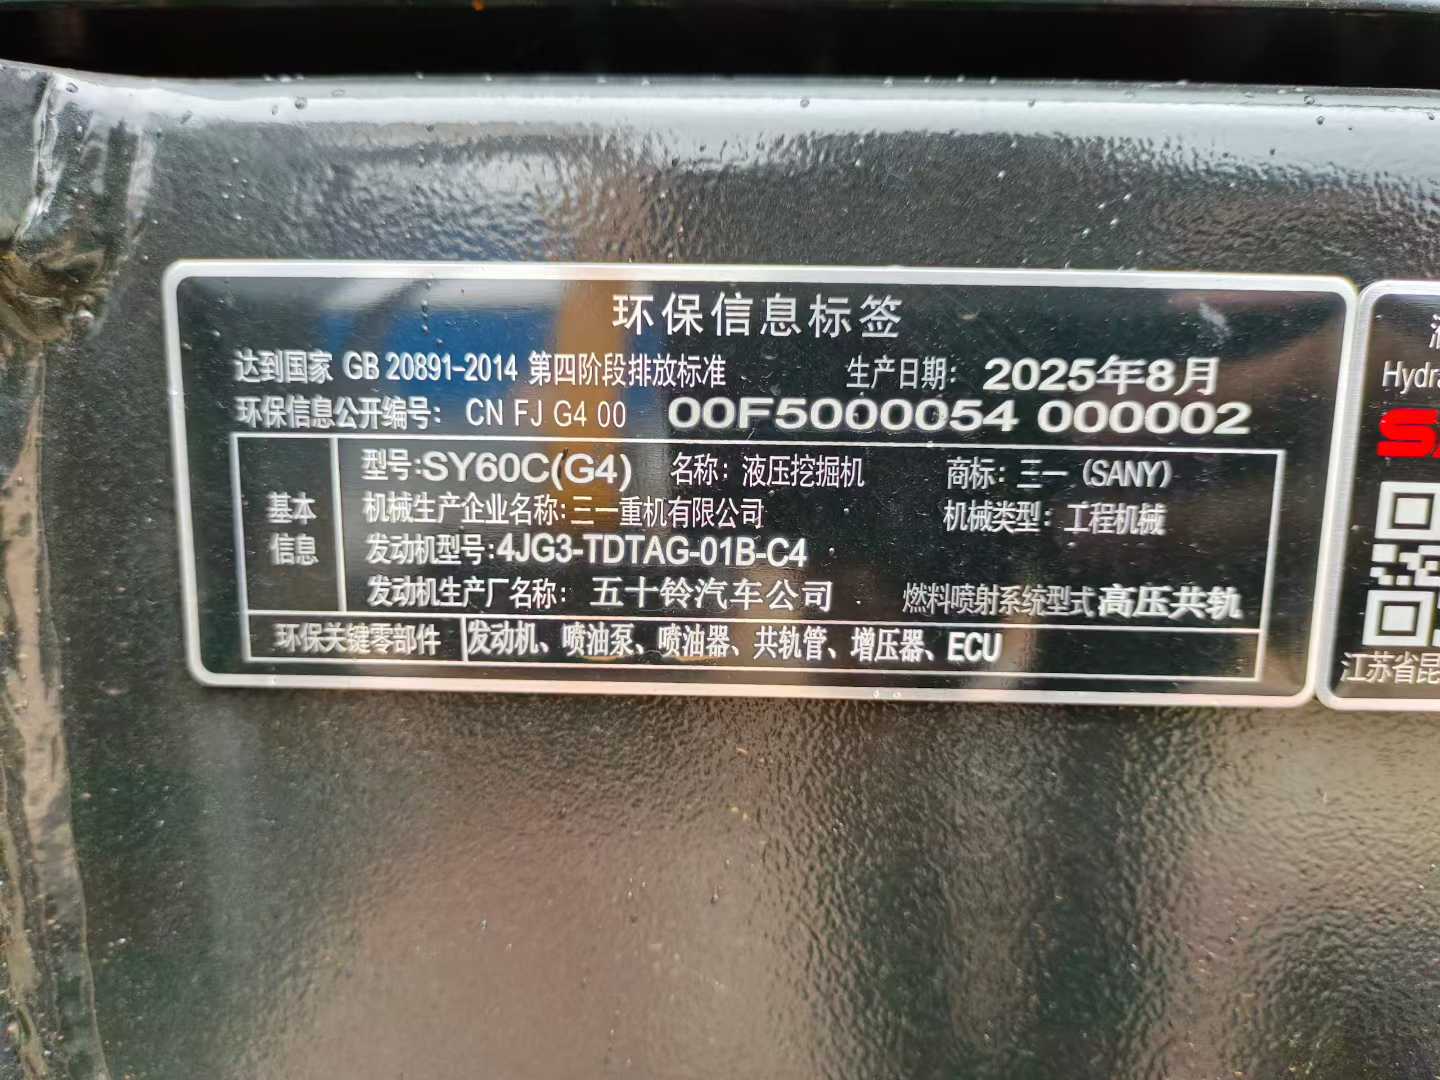 环保信息标签
达到国家 GB 20891-2014 第四阶段排放标准 生产日期: 2025年8月
环保信息公开编号: CN FJ G4 00 00F5000054 000002
基本信息
型号:SY60C(G4) 名称: 液压挖掘机 商标: 三一 (SANY)
机械生产企业名称:三一重机有限公司 机械类型: 工程机械
发动机型号:4JG3-TDTAG-01B-C4
发动机生产厂名称: 五十铃汽车公司 燃料喷射系统型式 高压共轨
环保关键零部件 发动机、喷油泵、喷油器、共轨管、增压器、ECU
江苏省昆